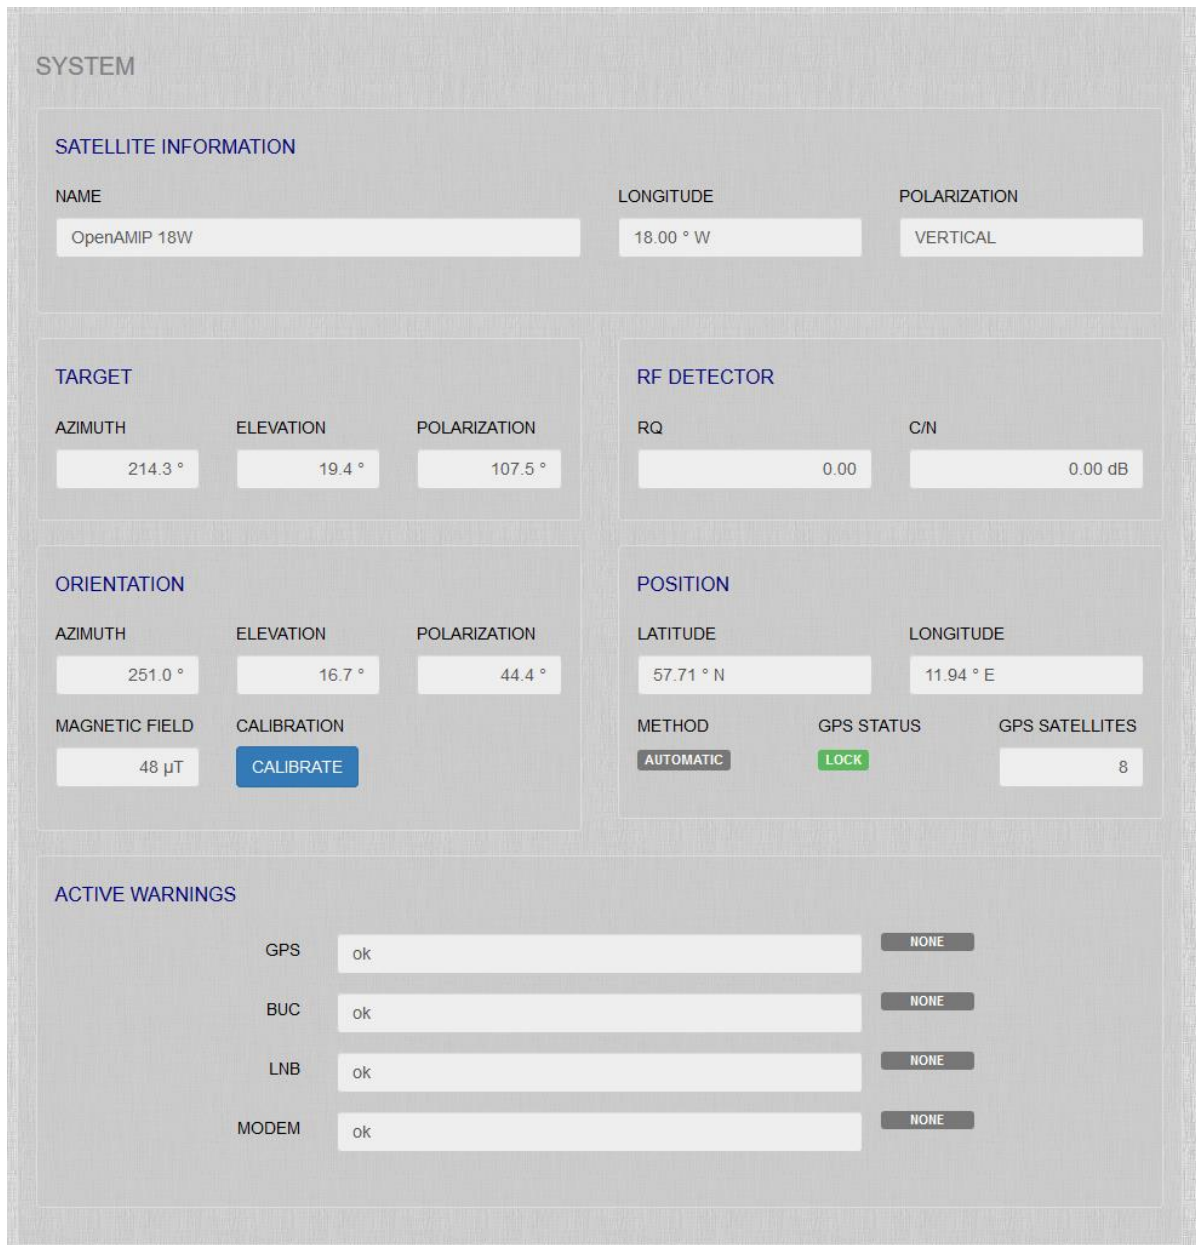 SYSTEM
SATELLITE INFORMATION
NAME LONGITUDE POLARIZATION
OpenAMIP 18W 18.00 ° W VERTICAL
TARGET
AZIMUTH ELEVATION POLARIZATION
214.3 ° 19.4 ° 107.5 °
RF DETECTOR
RQ C/N
0.00 0.00 dB
ORIENTATION
AZIMUTH ELEVATION POLARIZATION
251.0 ° 16.7 ° 44.4 °
MAGNETIC FIELD CALIBRATION
48 µT CALIBRATE
POSITION
LATITUDE LONGITUDE
57.71 ° N 11.94 ° E
METHOD GPS STATUS GPS SATELLITES
AUTOMATIC LOCK 8
ACTIVE WARNINGS
GPS ok NONE
BUC ok NONE
LNB ok NONE
MODEM ok NONE